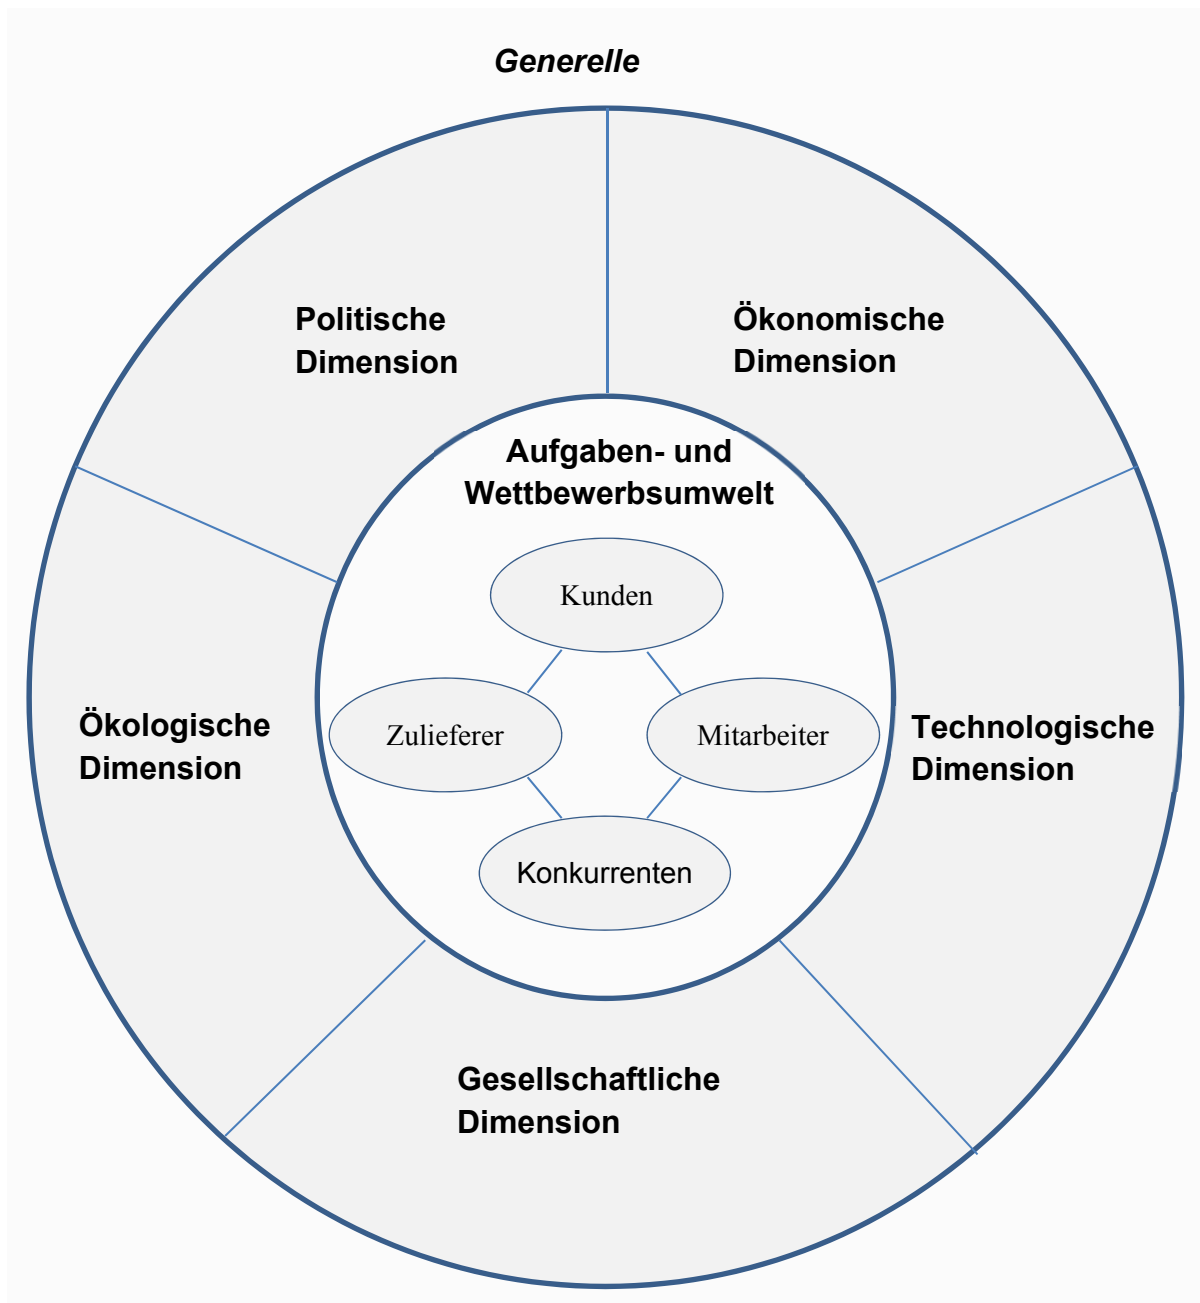 Generelle
Politische
Dimension
Ökonomische
Dimension
Aufgaben- und
Wettbewerbsumwelt
Kunden
Zulieferer
Mitarbeiter
Konkurrenten
Ökologische
Dimension
Technologische
Dimension
Gesellschaftliche
Dimension